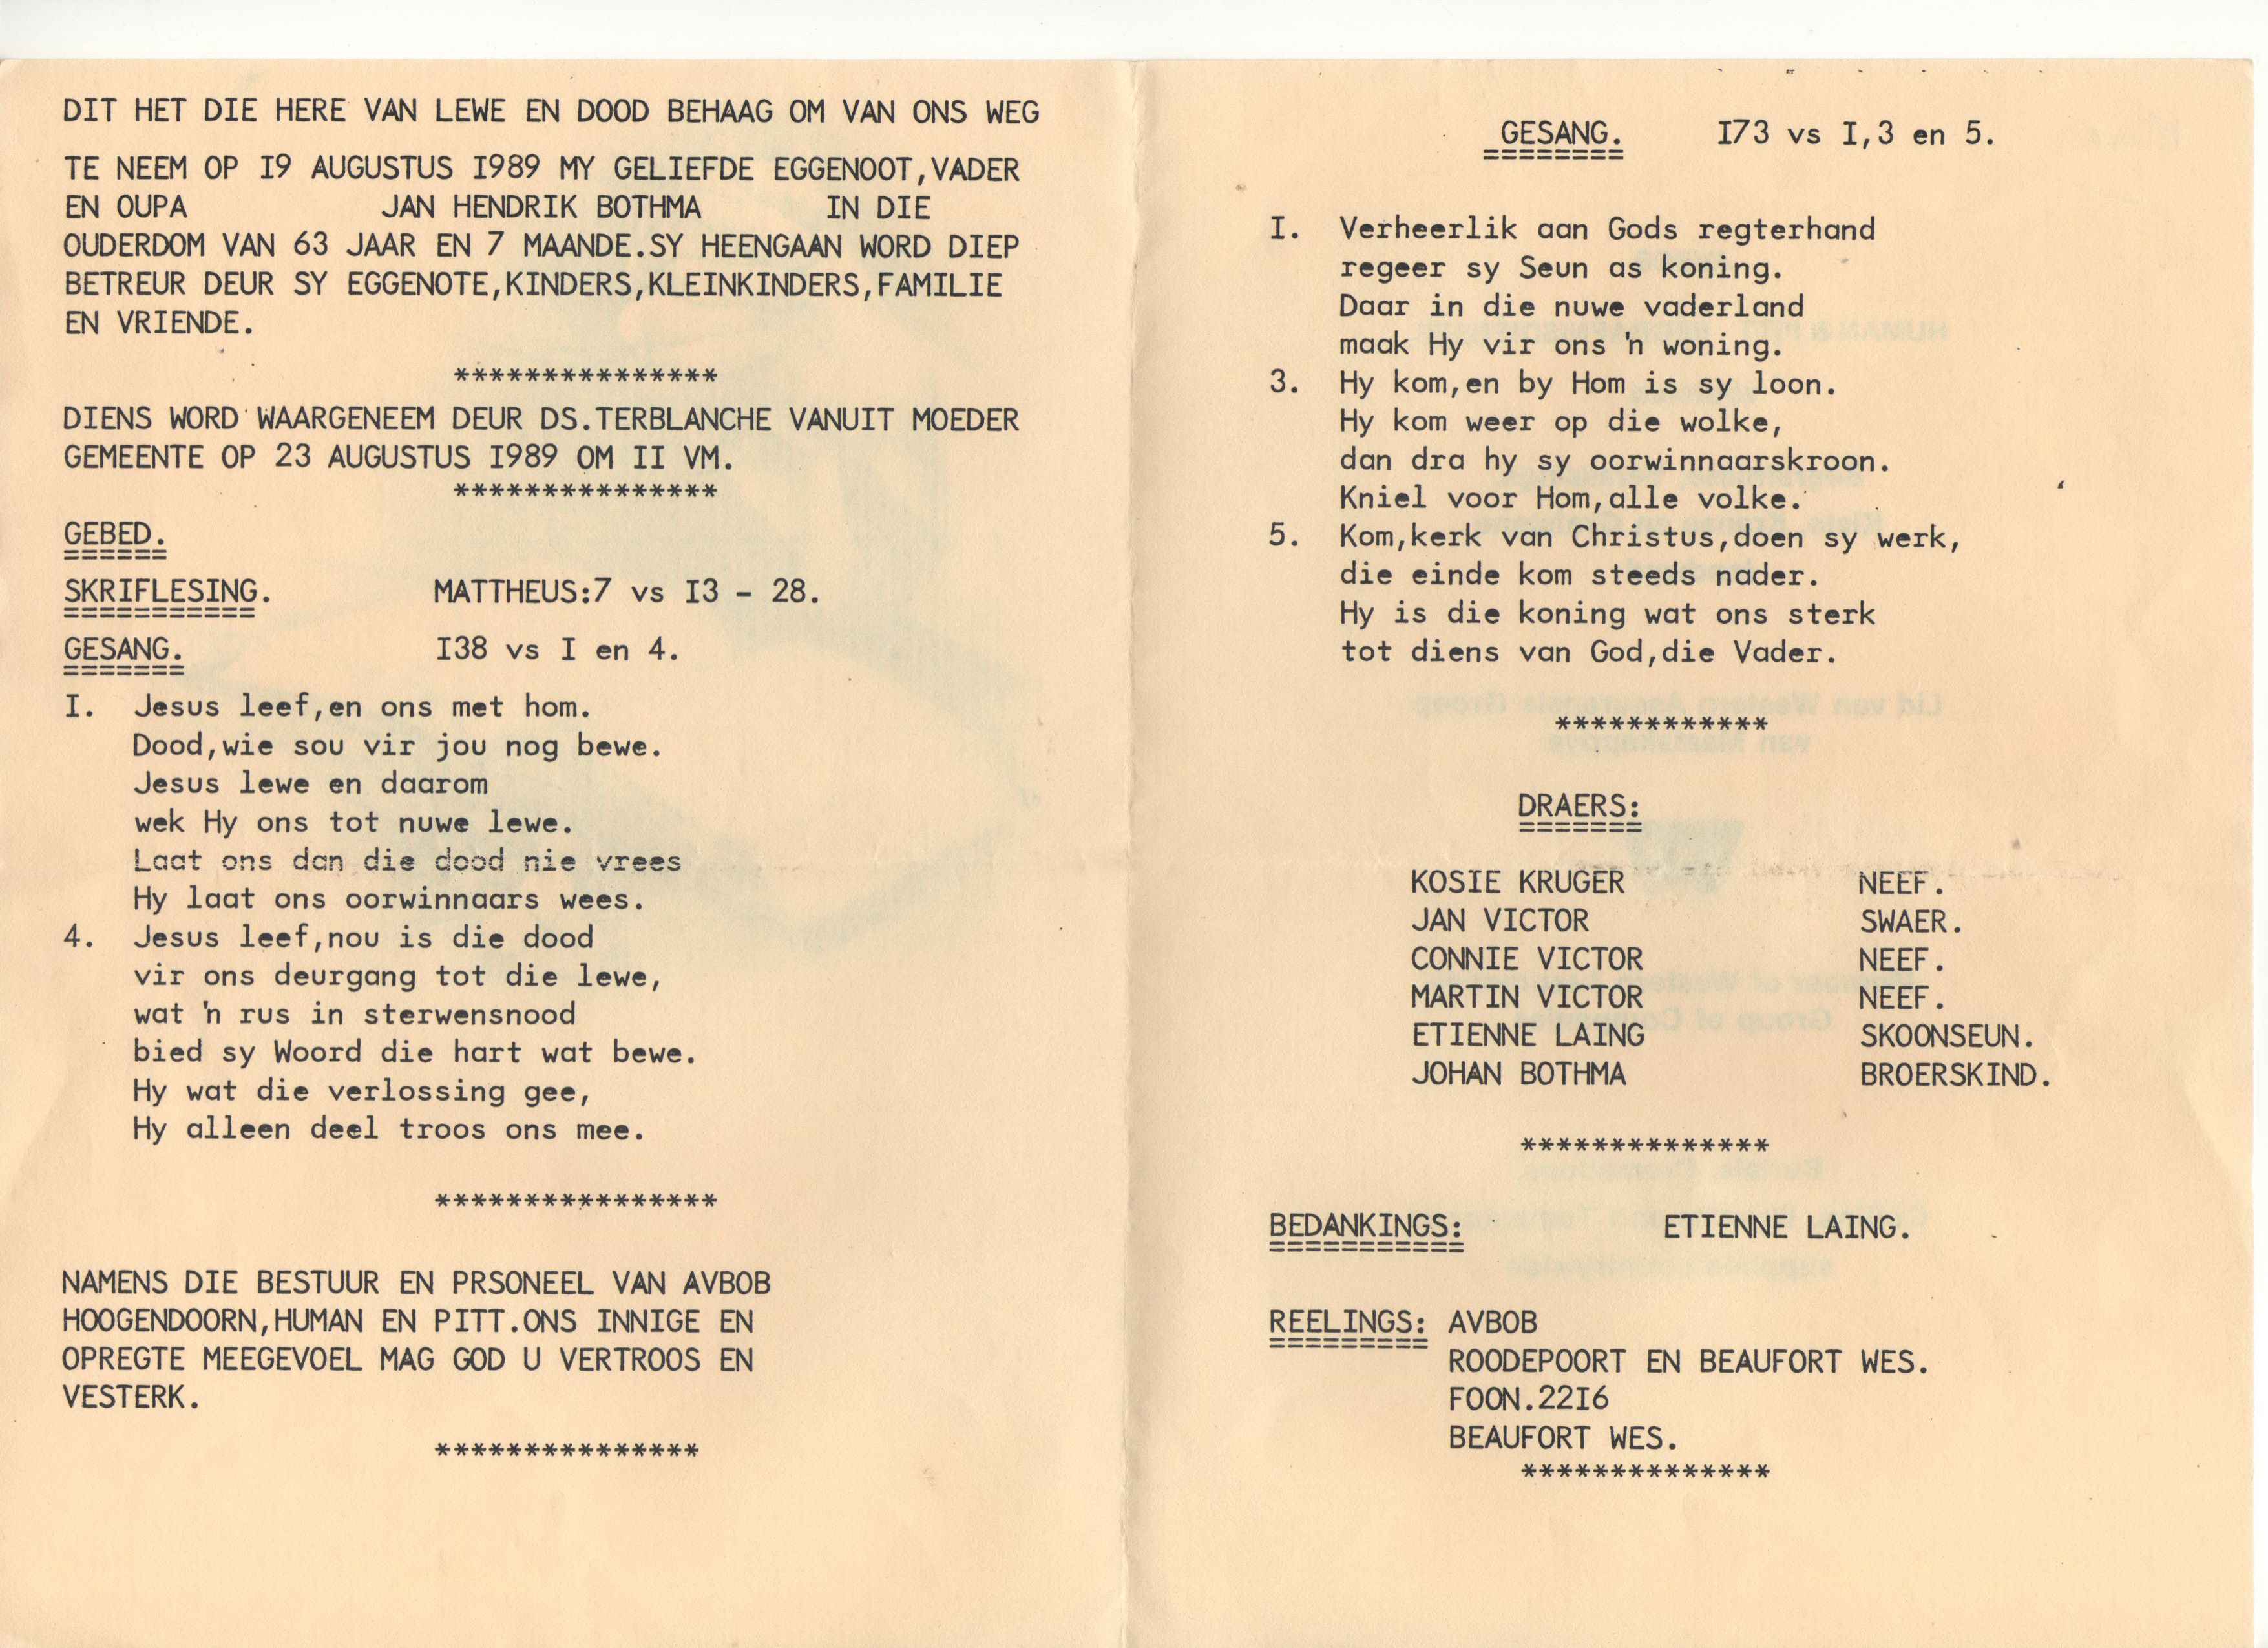 DIT HET DIE HERE VAN LEWE EN DOOD BEHAAG OM VAN ONS WEG
TE NEEM OP I9 AUGUSTUS I989 MY GELIEFDE EGGENOOT,VADER
EN OUPA JAN HENDRIK BOTHMA IN DIE
OUDERDOM VAN 63 JAAR EN 7 MAANDE.SY HEENGAAN WORD DIEP
BETREUR DEUR SY EGGENOTE,KINDERS,KLEINKINDERS,FAMILIE
EN VRIENDE.
***************
DIENS WORD WAARGENEEM DEUR DS.TERBLANCHE VANUIT MOEDER
GEMEENTE OP 23 AUGUSTUS I989 OM II VM.
***************
GEBED.
======
SKRIFLESING. MATTHEUS:7 vs I3 - 28.
===========
GESANG. I38 vs I en 4.
=======
I. Jesus leef,en ons met hom.
Dood,wie sou vir jou nog bewe.
Jesus lewe en daarom
wek Hy ons tot nuwe lewe.
Laat ons dan die dood nie vrees
Hy laat ons oorwinnaars wees.
4. Jesus leef,nou is die dood
vir ons deurgang tot die lewe,
wat 'n rus in sterwensnood
bied sy Woord die hart wat bewe.
Hy wat die verlossing gee,
Hy alleen deel troos ons mee.
****************
NAMENS DIE BESTUUR EN PRSONEEL VAN AVBOB
HOOGENDOORN,HUMAN EN PITT.ONS INNIGE EN
OPREGTE MEEGEVOEL MAG GOD U VERTROOS EN
VESTERK.
***************
GESANG. I73 vs I,3 en 5.
========
I. Verheerlik aan Gods regterhand
regeer sy Seun as koning.
Daar in die nuwe vaderland
maak Hy vir ons 'n woning.
3. Hy kom,en by Hom is sy loon.
Hy kom weer op die wolke,
dan dra hy sy oorwinnaarskroon.
Kniel voor Hom,alle volke.
5. Kom,kerk van Christus,doen sy werk,
die einde kom steeds nader.
Hy is die koning wat ons sterk
tot diens van God,die Vader.
************
DRAERS:
=======
KOSIE KRUGER NEEF.
JAN VICTOR SWAER.
CONNIE VICTOR NEEF.
MARTIN VICTOR NEEF.
ETIENNE LAING SKOONSEUN.
JOHAN BOTHMA BROERSKIND.
**************
BEDANKINGS: ETIENNE LAING.
===========
REELINGS: AVBOB
=========
ROODEPOORT EN BEAUFORT WES.
FOON.22I6
BEAUFORT WES.
**************